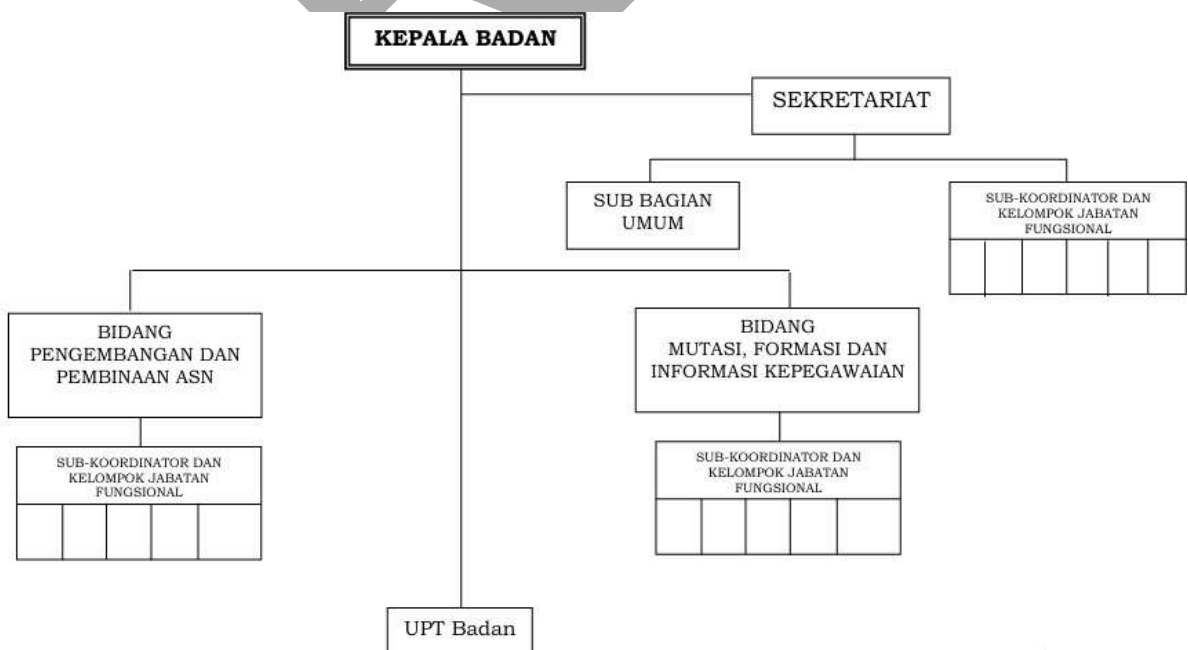 KEPALA BADAN
SEKRETARIAT
SUB BAGIAN
UMUM
SUB-KOORDINATOR DAN
KELOMPOK JABATAN
FUNGSIONAL
BIDANG
PENGEMBANGAN DAN
PEMBINAAN ASN
BIDANG
MUTASI, FORMASI DAN
INFORMASI KEPEGAWAIAN
SUB-KOORDINATOR DAN
KELOMPOK JABATAN
FUNGSIONAL
SUB-KOORDINATOR DAN
KELOMPOK JABATAN
FUNGSIONAL
UPT Badan